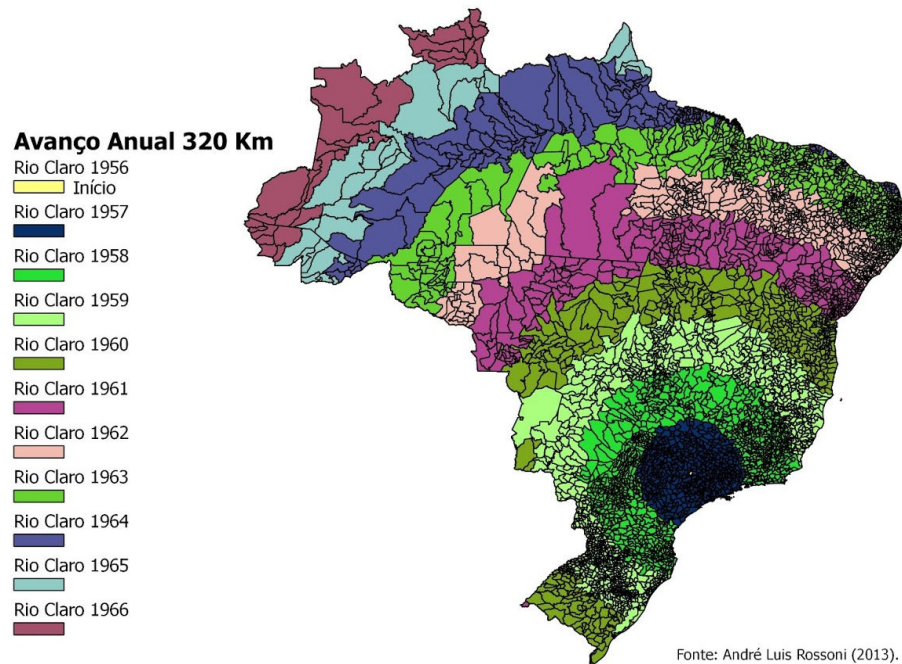 Avanço Anual 320 Km
Rio Claro 1956
Início
Rio Claro 1957
Rio Claro 1958
Rio Claro 1959
Rio Claro 1960
Rio Claro 1961
Rio Claro 1962
Rio Claro 1963
Rio Claro 1964
Rio Claro 1965
Rio Claro 1966
Fonte: André Luis Rossoni (2013).